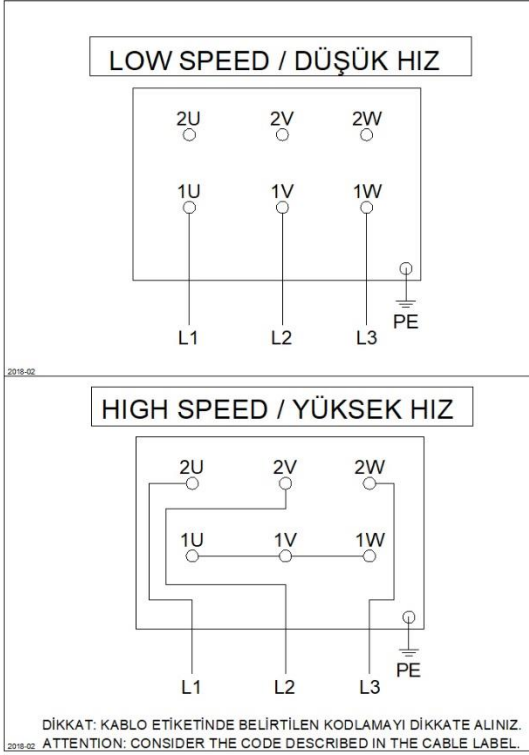 LOW SPEED / DÜŞÜK HIZ
2U 2V 2W
1U 1V 1W
PE
L1 L2 L3
2018-02
HIGH SPEED / YÜKSEK HIZ
2U 2V 2W
1U 1V 1W
PE
L1 L2 L3
DİKKAT: KABLO ETİKETİNDE BELİRTİLEN KODLAMAYI DİKKATE ALINIZ.
2018-02 ATTENTION: CONSIDER THE CODE DESCRIBED IN THE CABLE LABEL.